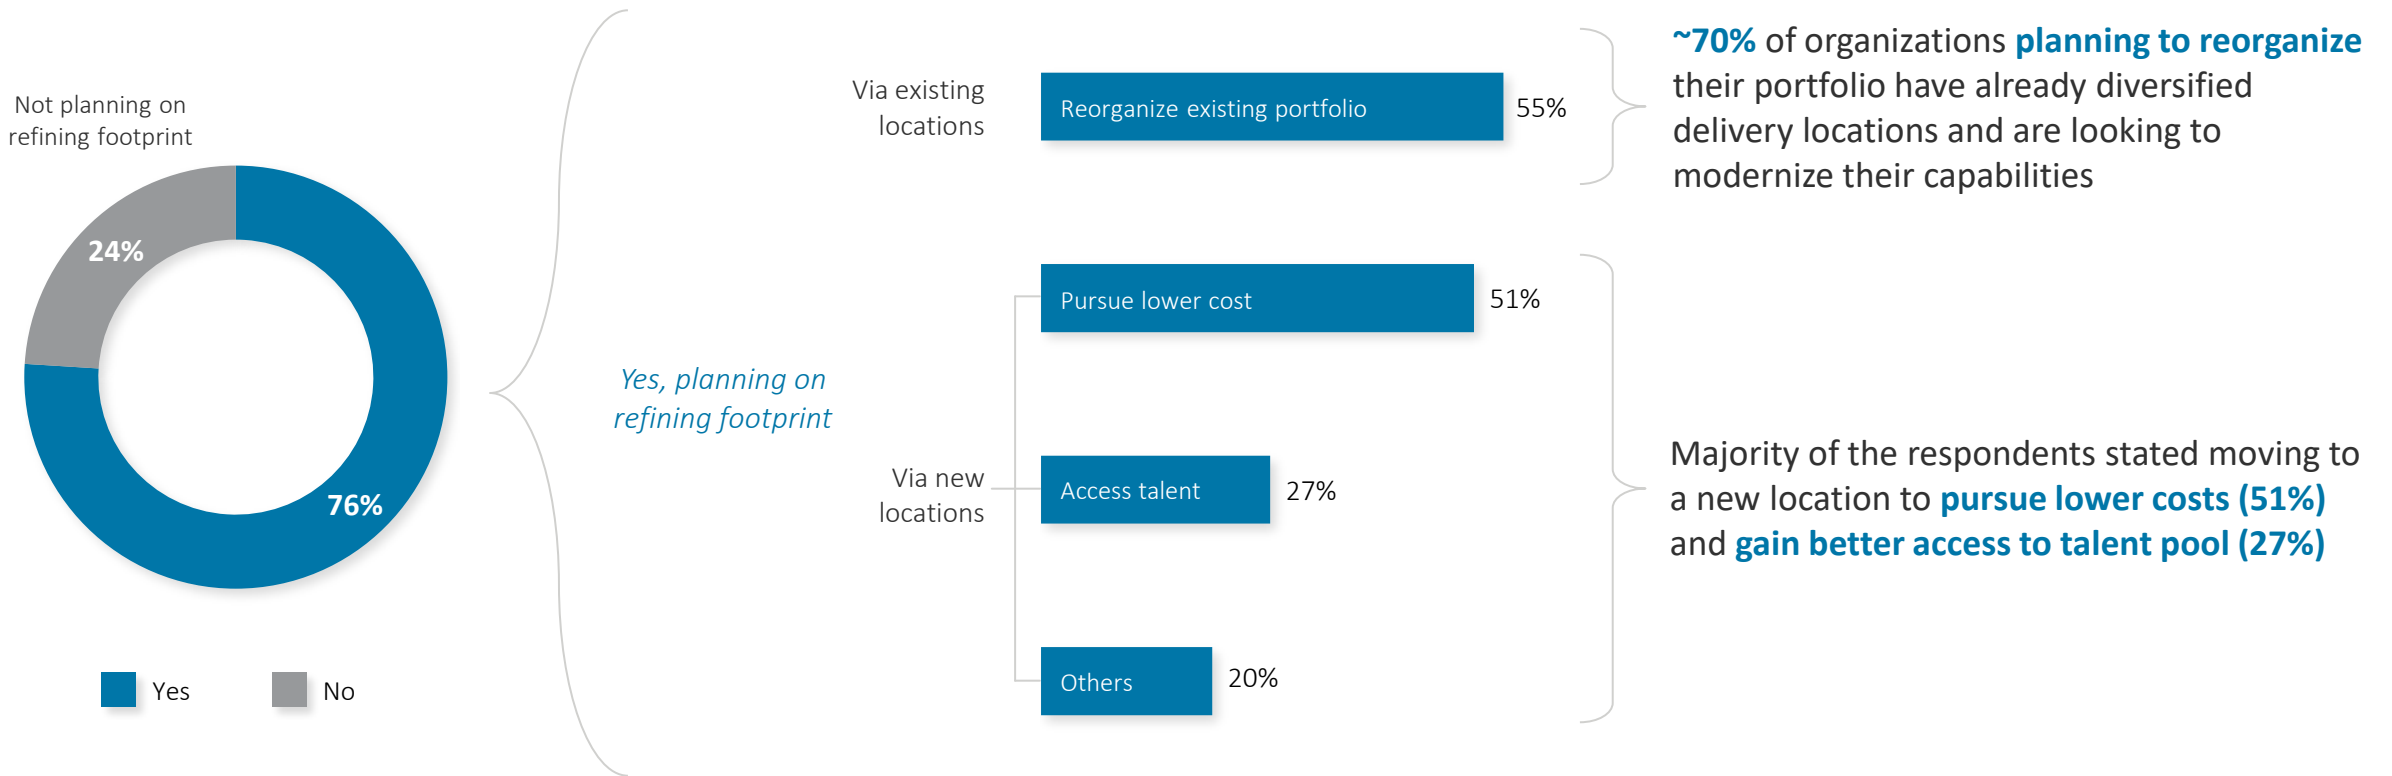 Not planning on
refining footprint
24%
76%
Yes
No
Yes, planning on
refining footprint
Via existing
locations
Reorganize existing portfolio
55%
Via new
locations
Pursue lower cost
51%
Access talent
27%
Others
20%
~70% of organizations planning to reorganize
their portfolio have already diversified
delivery locations and are looking to
modernize their capabilities
Majority of the respondents stated moving to
a new location to pursue lower costs (51%)
and gain better access to talent pool (27%)